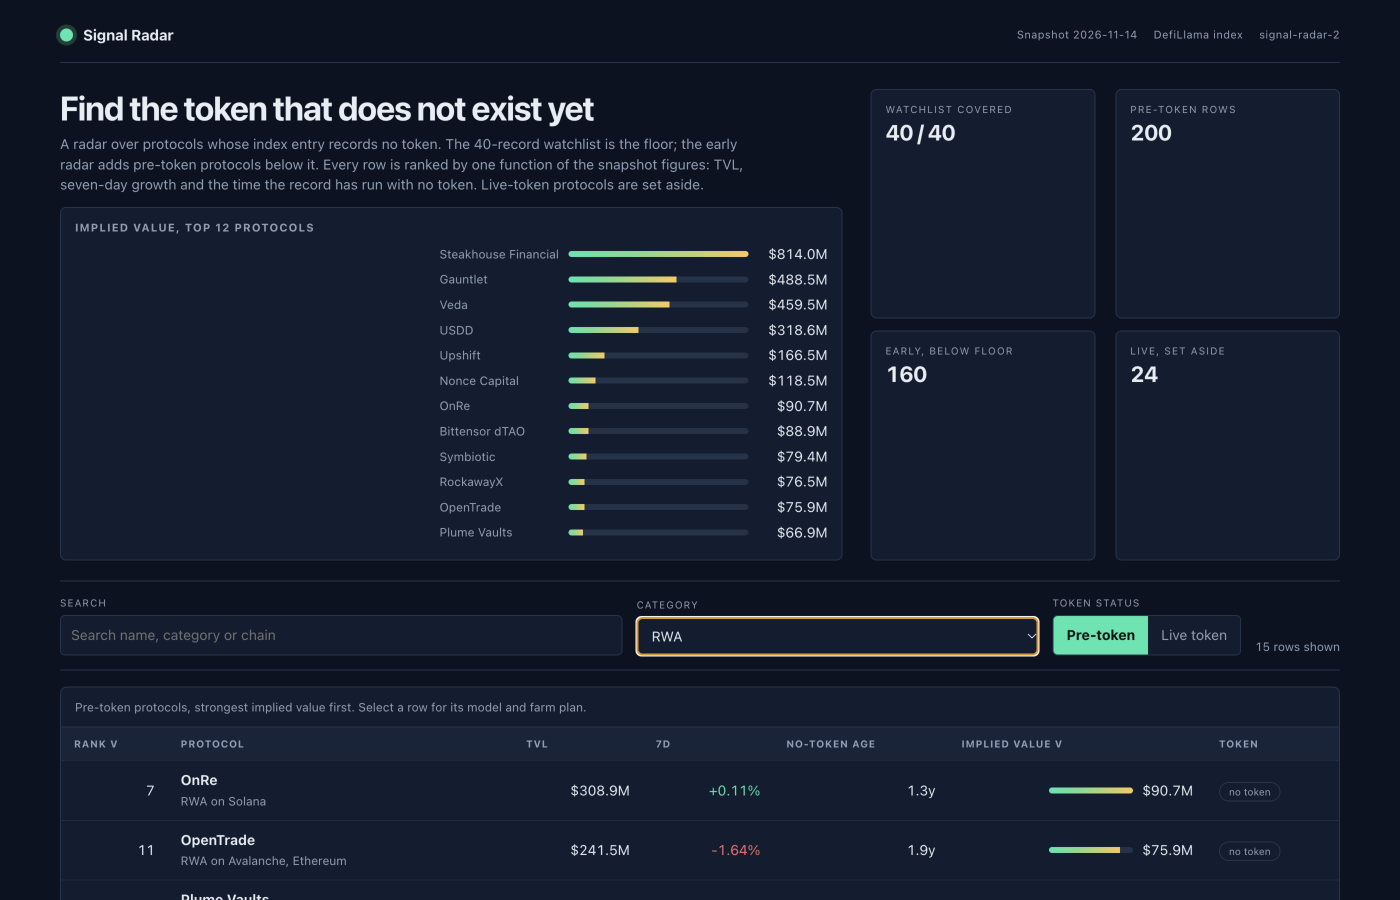 Signal Radar
Snapshot 2026-11-14 DefiLlama index signal-radar-2
Find the token that does not exist yet
A radar over protocols whose index entry records no token. The 40-record watchlist is the floor; the early
radar adds pre-token protocols below it. Every row is ranked by one function of the snapshot figures: TVL,
seven-day growth and the time the record has run with no token. Live-token protocols are set aside.
WATCHLIST COVERED
40/40
PRE-TOKEN ROWS
200
EARLY, BELOW FLOOR
160
LIVE, SET ASIDE
24
IMPLIED VALUE, TOP 12 PROTOCOLS
Steakhouse Financial $814.0M
Gauntlet $488.5M
Veda $459.5M
USDD $318.6M
Upshift $166.5M
Nonce Capital $118.5M
OnRe $90.7M
Bittensor dTAO $88.9M
Symbiotic $79.4M
RockawayX $76.5M
OpenTrade $75.9M
Plume Vaults $66.9M
SEARCH
Search name, category or chain
CATEGORY
RWA
TOKEN STATUS
Pre-token Live token
15 rows shown
Pre-token protocols, strongest implied value first. Select a row for its model and farm plan.
RANK V PROTOCOL TVL 7D NO-TOKEN AGE IMPLIED VALUE V TOKEN
7 OnRe $308.9M +0.11% 1.3y $90.7M no token
RWA on Solana
11 OpenTrade $241.5M -1.64% 1.9y $75.9M no token
RWA on Avalanche, Ethereum
Plume Vaults